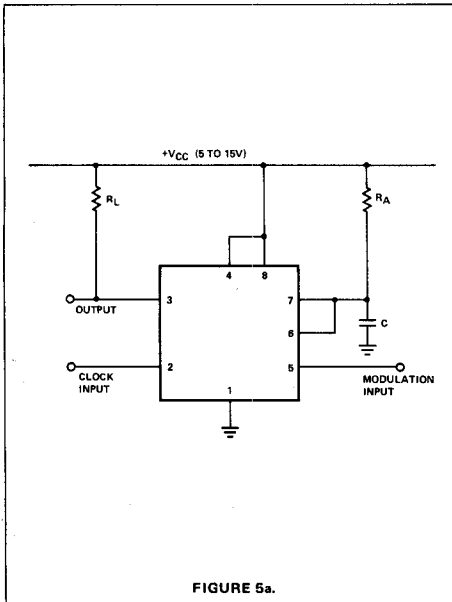 +VCC (5 TO 15V)
RL
RA
4
8
3
7
OUTPUT
C
6
2
5
CLOCK
INPUT
1
MODULATION
INPUT
FIGURE 5a.